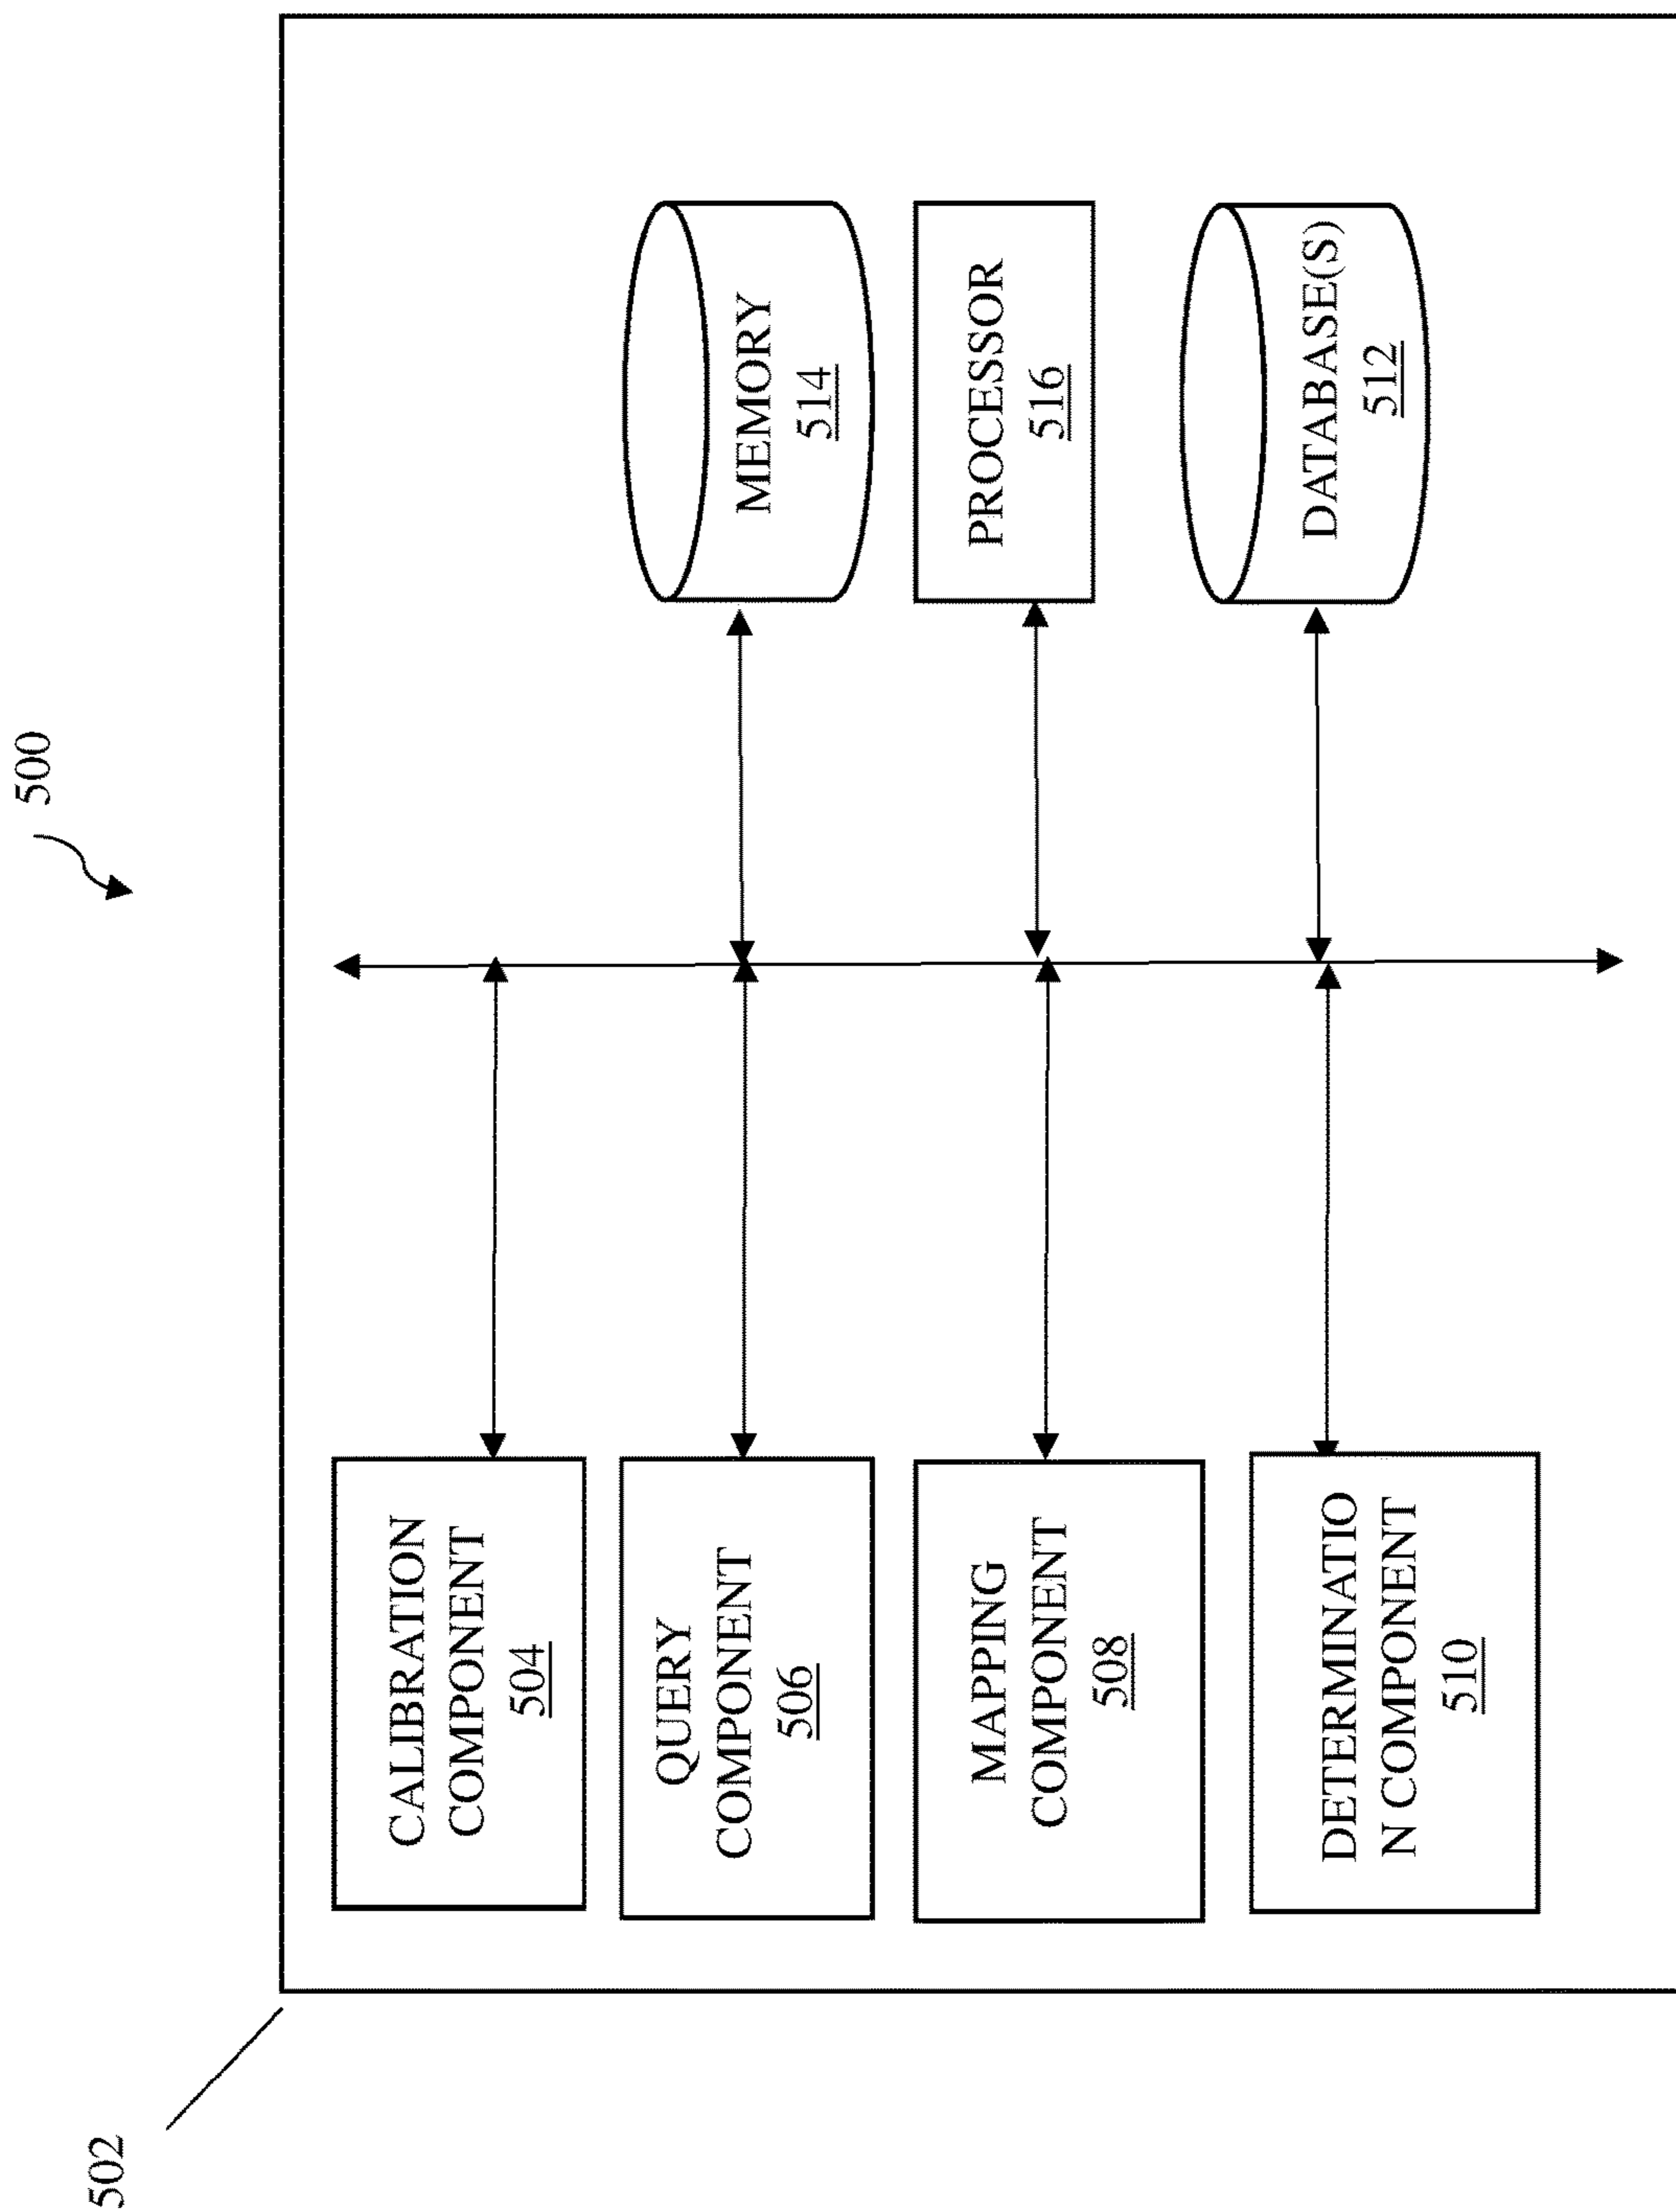 500
502
CALIBRATION
COMPONENT
504
QUERY
COMPONENT
506
MAPPING
COMPONENT
508
DETERMINATIO
N COMPONENT
510
MEMORY
514
PROCESSOR
516
DATABASE(S)
512